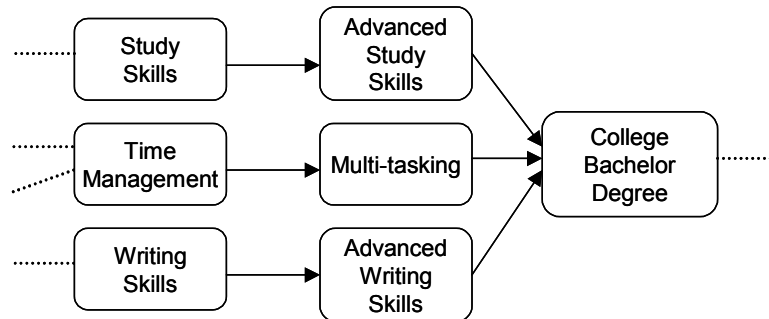 Study
Skills
Advanced
Study
Skills
Time
Management
Multi-tasking
College
Bachelor
Degree
Writing
Skills
Advanced
Writing
Skills